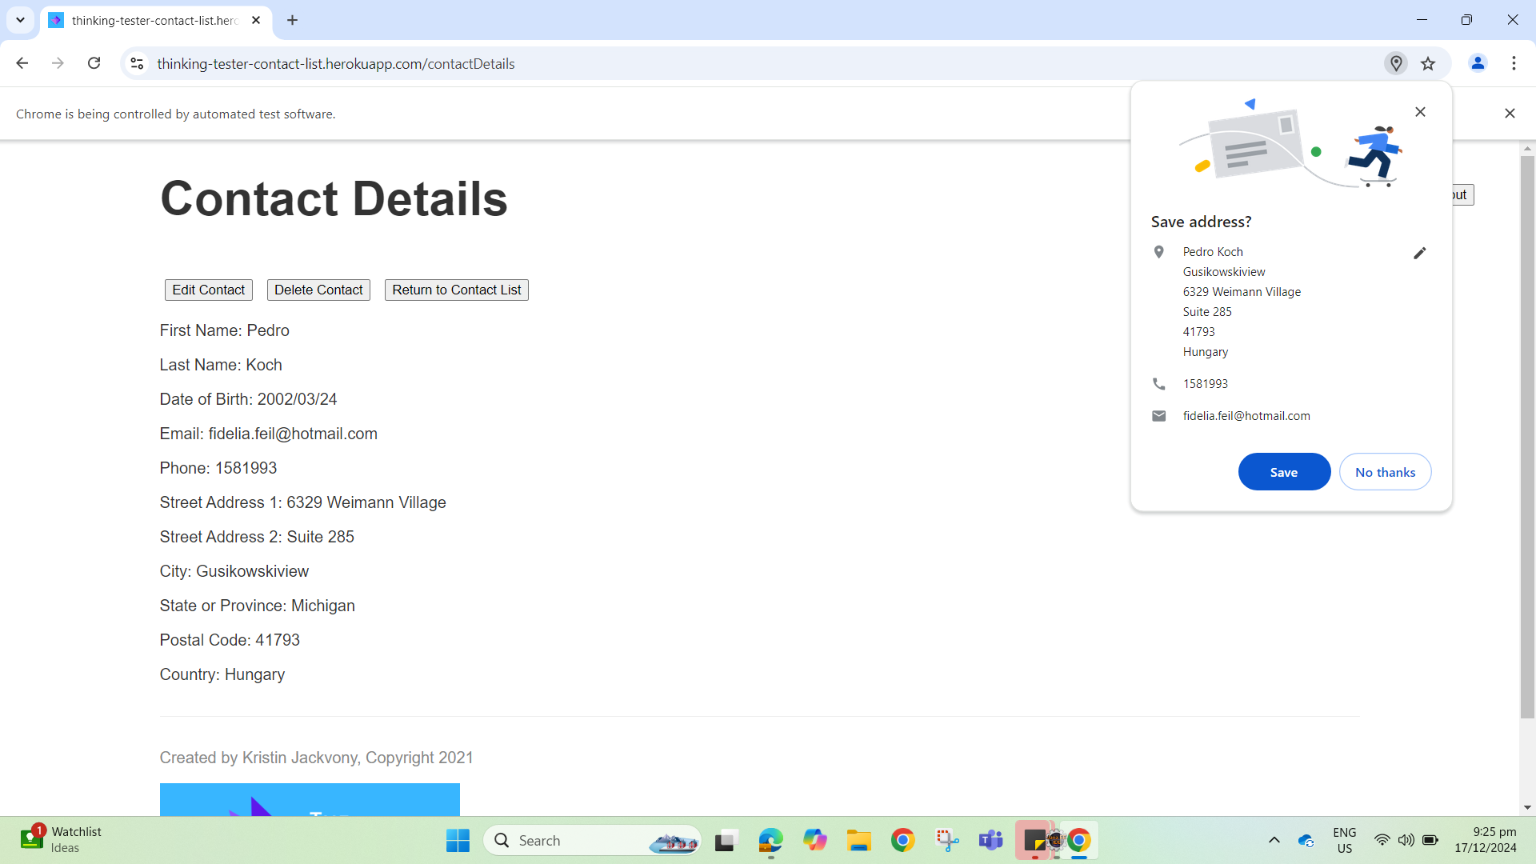 thinking-tester-contact-list.hero
thinking-tester-contact-list.herokuapp.com/contactDetails
Chrome is being controlled by automated test software.
Contact Details
out
Edit Contact
Delete Contact
Return to Contact List
First Name: Pedro
Last Name: Koch
Date of Birth: 2002/03/24
Email: fidelia.feil@hotmail.com
Phone: 1581993
Street Address 1: 6329 Weimann Village
Street Address 2: Suite 285
City: Gusikowskiview
State or Province: Michigan
Postal Code: 41793
Country: Hungary
Created by Kristin Jackvony, Copyright 2021
Save address?
Pedro Koch
Gusikowskiview
6329 Weimann Village
Suite 285
41793
Hungary
1581993
fidelia.feil@hotmail.com
Save
No thanks
1
Watchlist
Ideas
Search
ENG
US
9:25 pm
17/12/2024